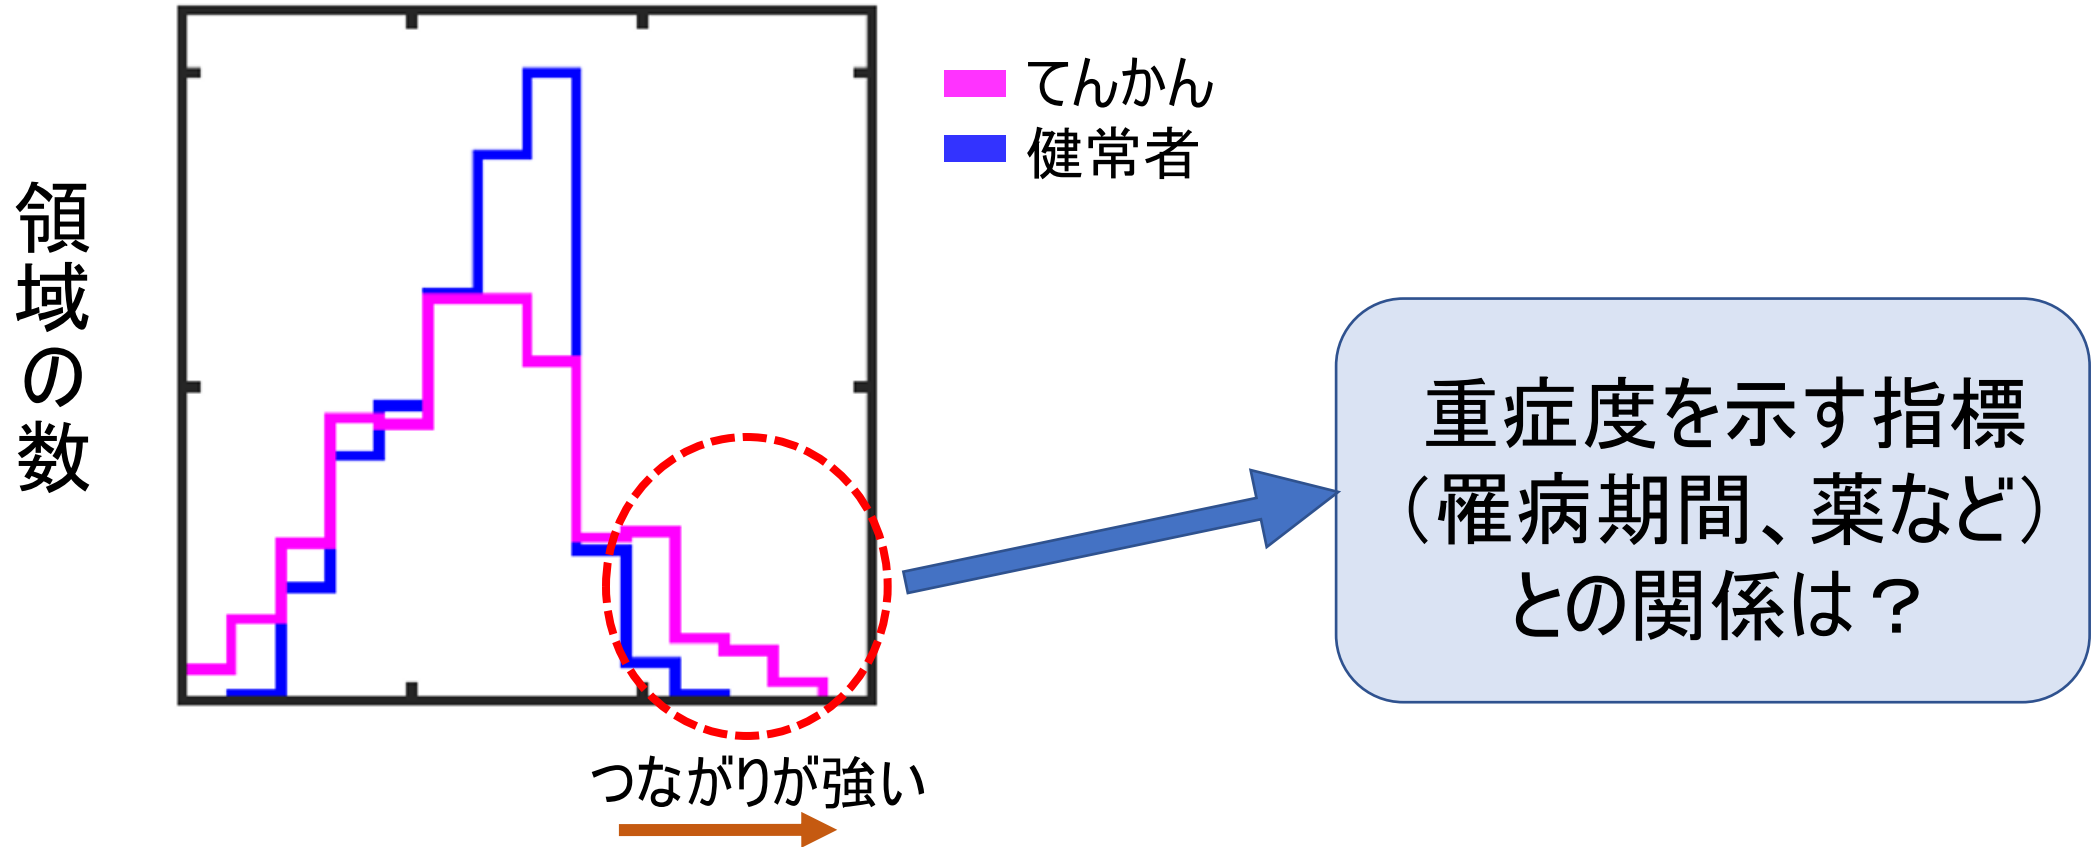 てんかん
健常者
領域の数
つながりが強い
重症度を示す指標
（罹病期間、薬など）
との関係は？